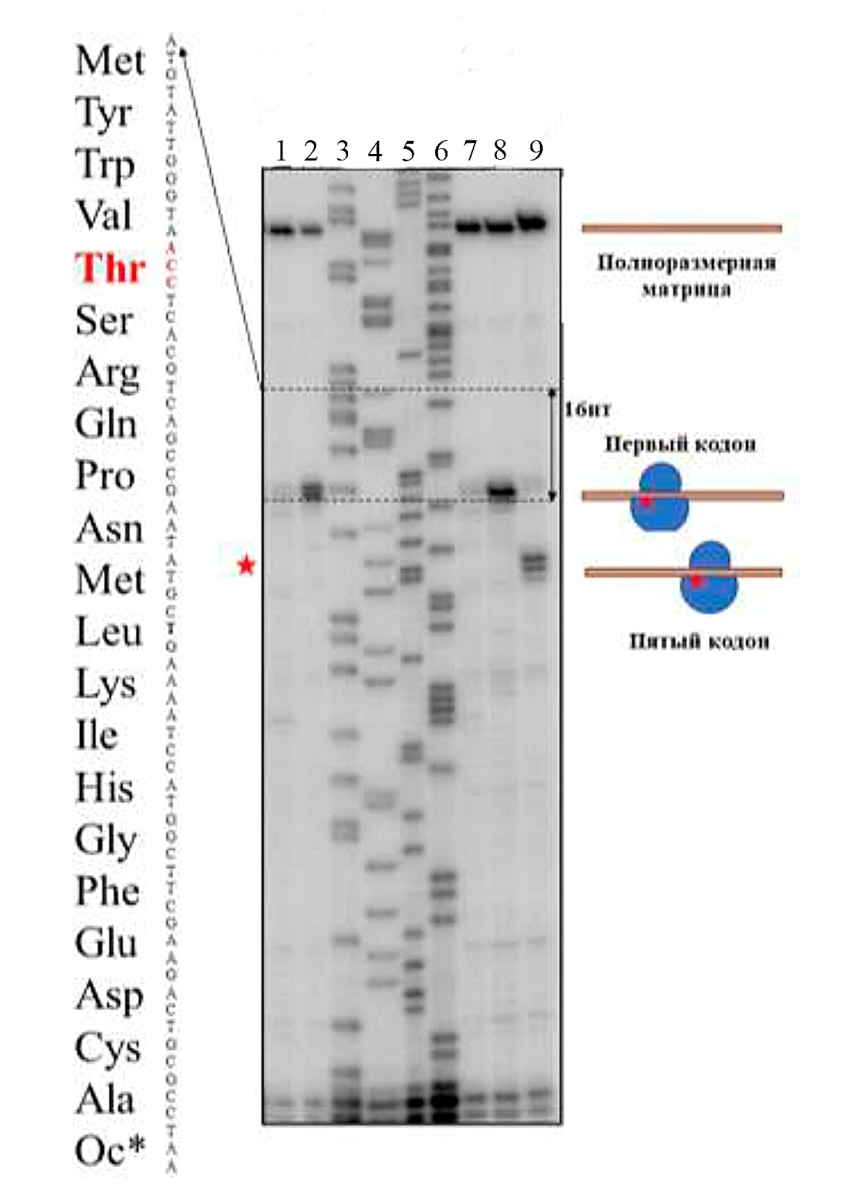 Met
Tyr
Trp
Val
Thr
Ser
Arg
Gln
Pro
Asn
Met
Leu
Lys
Ile
His
Gly
Phe
Glu
Asp
Cys
Ala
Oc*
ATGTATTGGGTAACCTCACGTCAGCCGAATATGCTGAAAATCCATGGCTTCGAAGACTGCGCCTAA
1 2 3 4 5 6 7 8 9
Полноразмерная
матрица
16нт
Первый кодон
Пятый кодон